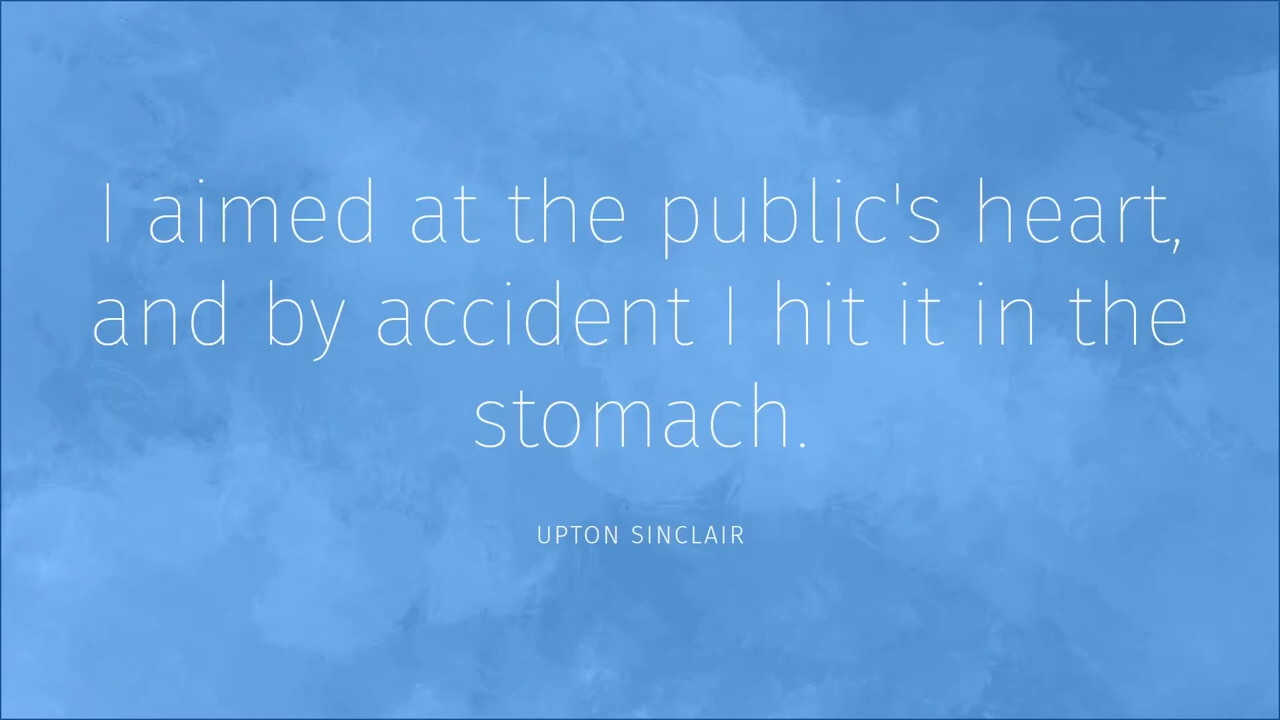 I aimed at the public's heart,
and by accident I hit it in the
stomach.
UPTON SINCLAIR